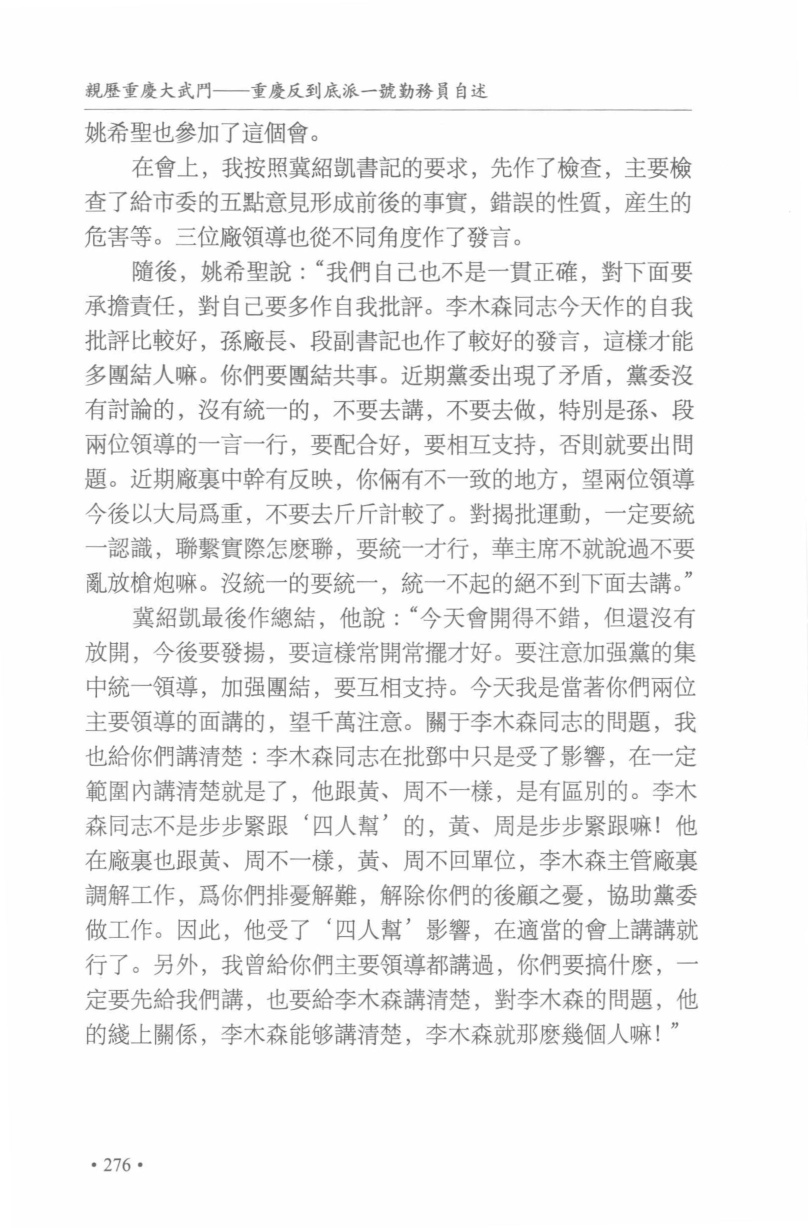 親歷重慶大武鬥——重慶反到底派一號勤務員自述
姚希聖也參加了這個會。
在會上，我按照冀紹凱書記的要求，先作了檢查，主要檢
查了給市委的五點意見形成前後的事實，錯誤的性質，産生的
危害等。三位廠領導也從不同角度作了發言。
隨後，姚希聖說：“我們自己也不是一貫正確，對下面要
承擔責任，對自己要多作自我批評。李木森同志今天作的自我
批評比較好，孫廠長、段副書記也作了較好的發言，這樣才能
多團結人嘛。你們要團結共事。近期黨委出現了矛盾，黨委沒
有討論的，沒有統一的，不要去講，不要去做，特別是孫、段
兩位領導的一言一行，要配合好，要相互支持，否則就要出問
題。近期廠裏中幹有反映，你倆有不一致的地方，望兩位領導
今後以大局爲重，不要去斤斤計較了。對揭批運動，一定要統
一認識，聯繫實際怎麽聯，要統一才行，華主席不就說過不要
亂放槍炮嘛。沒統一的要統一，統一不起的絕不到下面去講。”
冀紹凱最後作總結，他說：“今天會開得不錯，但還沒有
放開，今後要發揚，要這樣常開常擺才好。要注意加强黨的集
中統一領導，加强團結，要互相支持。今天我是當著你們兩位
主要領導的面講的，望千萬注意。關于李木森同志的問題，我
也給你們講清楚：李木森同志在批鄧中只是受了影響，在一定
範圍內講清楚就是了，他跟黃、周不一樣，是有區別的。李木
森同志不是步步緊跟‘四人幫’的，黃、周是步步緊跟嘛！他
在廠裏也跟黃、周不一樣，黃、周不回單位，李木森主管廠裏
調解工作，爲你們排憂解難，解除你們的後顧之憂，協助黨委
做工作。因此，他受了‘四人幫’影響，在適當的會上講講就
行了。另外，我曾給你們主要領導都講過，你們要搞什麽，一
定要先給我們講，也要給李木森講清楚，對李木森的問題，他
的綫上關係，李木森能够講清楚，李木森就那麽幾個人嘛！”
·276·